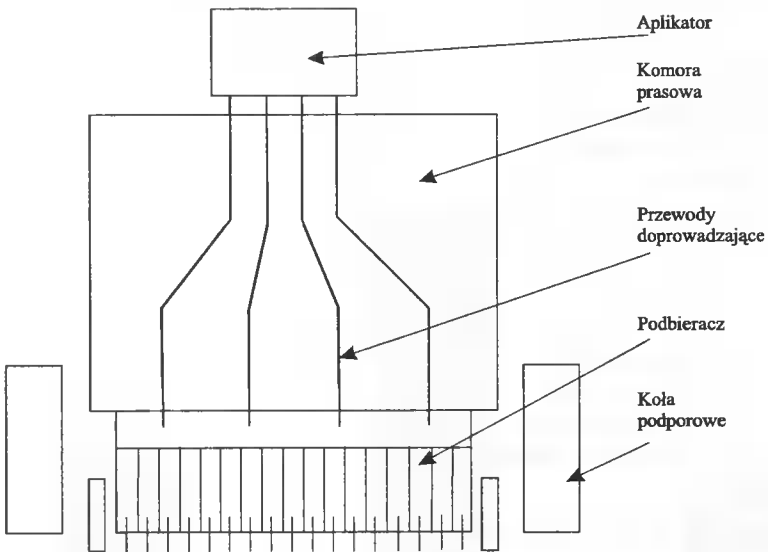 Aplikator
Komora
prasowa
Przewody
doprowadzające
Podbieracz
Koła
podporowe